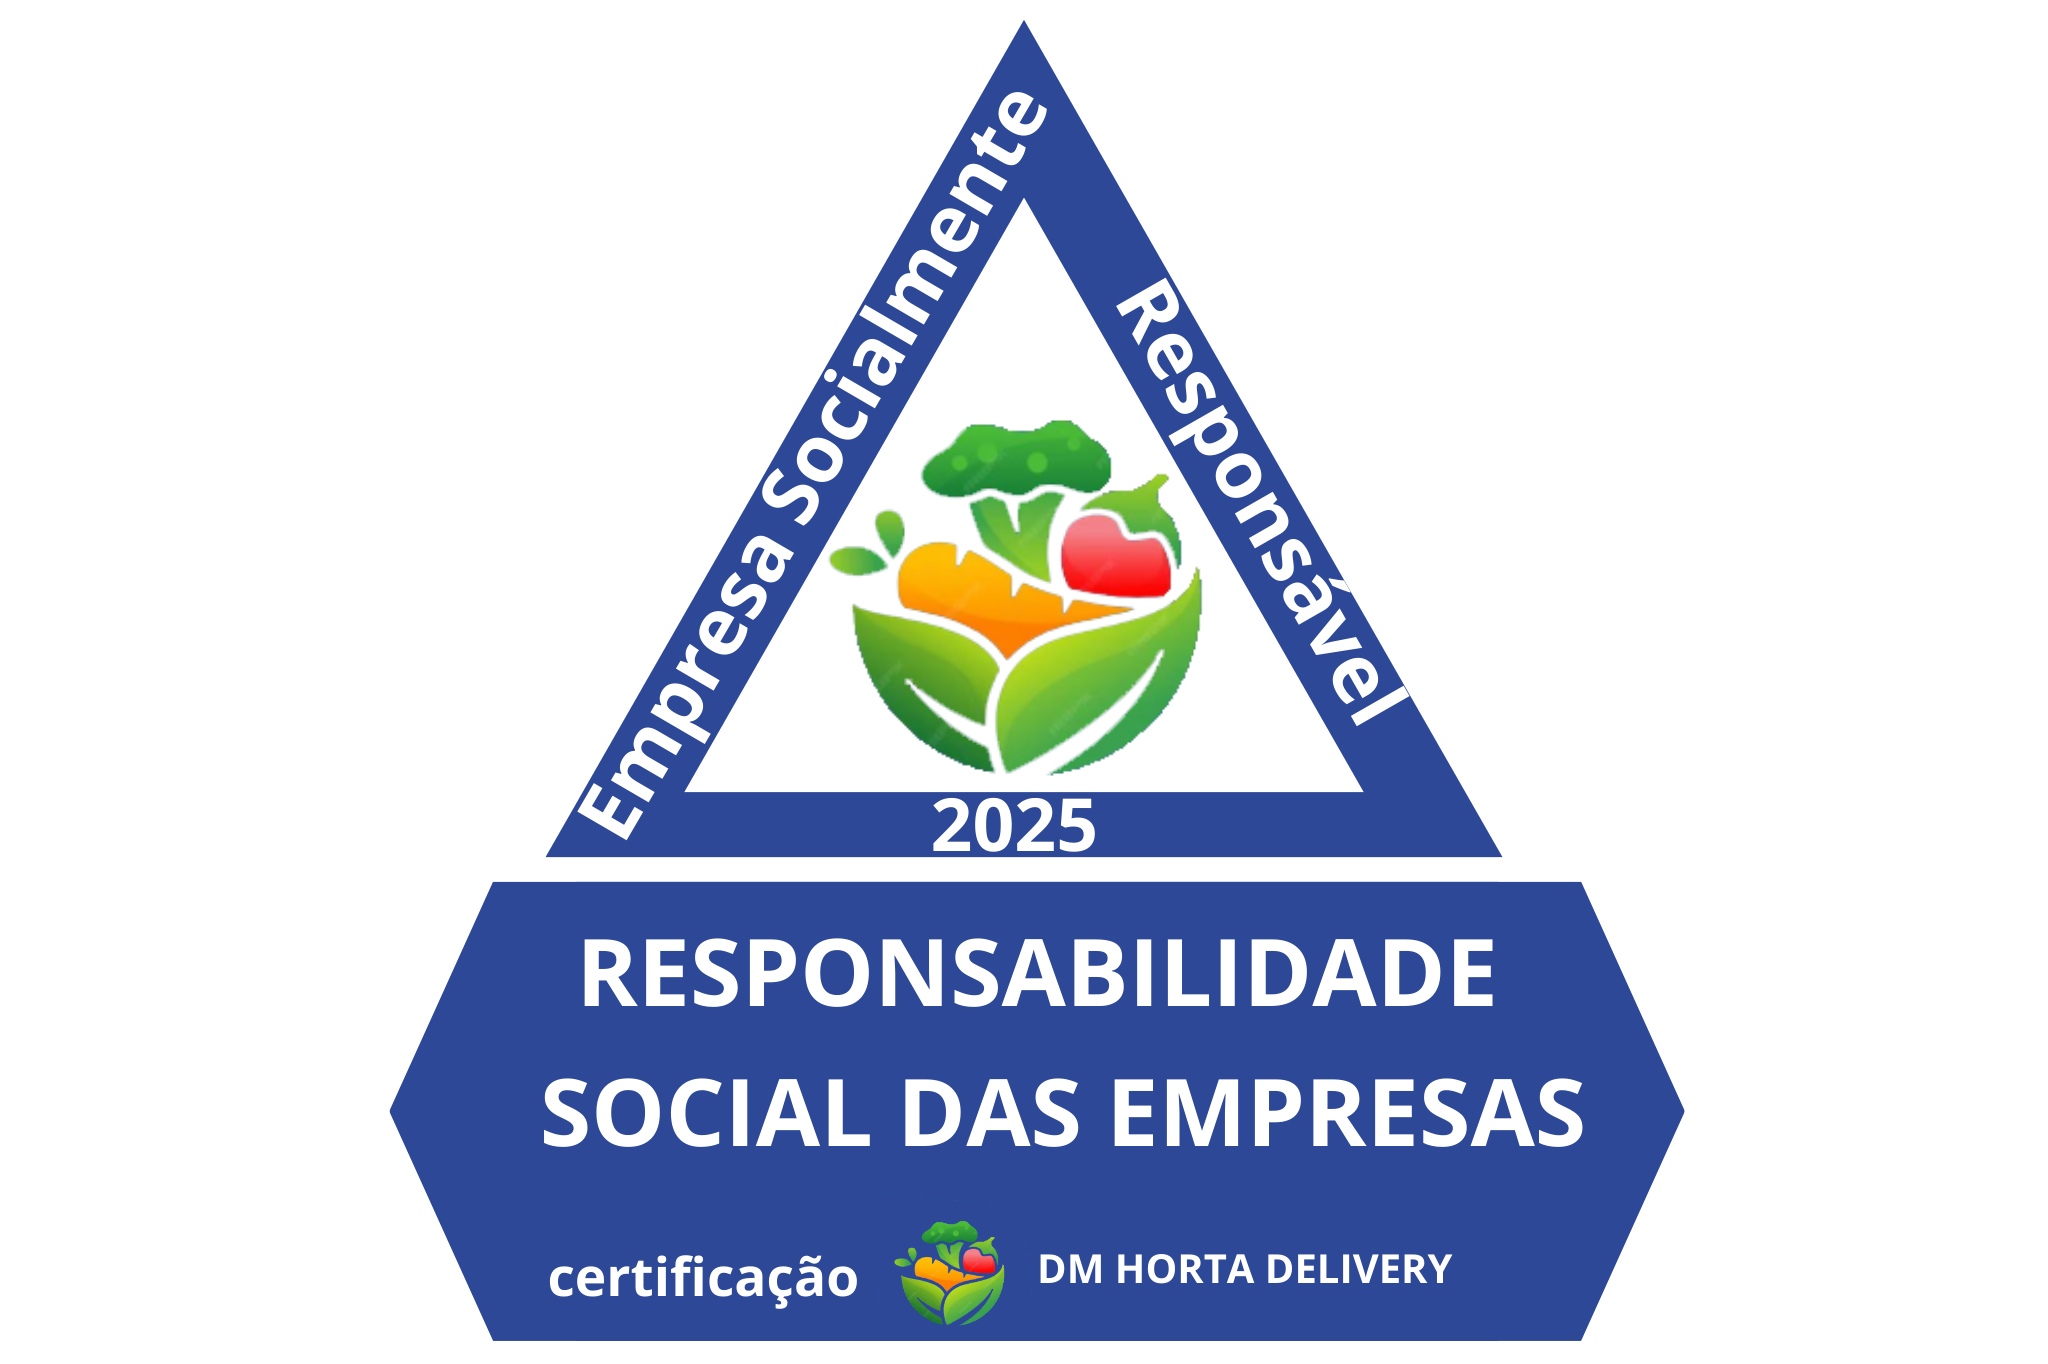 Empresa Socialmente
Responsável
2025
RESPONSABILIDADE
SOCIAL DAS EMPRESAS
certificação
DM HORTA DELIVERY